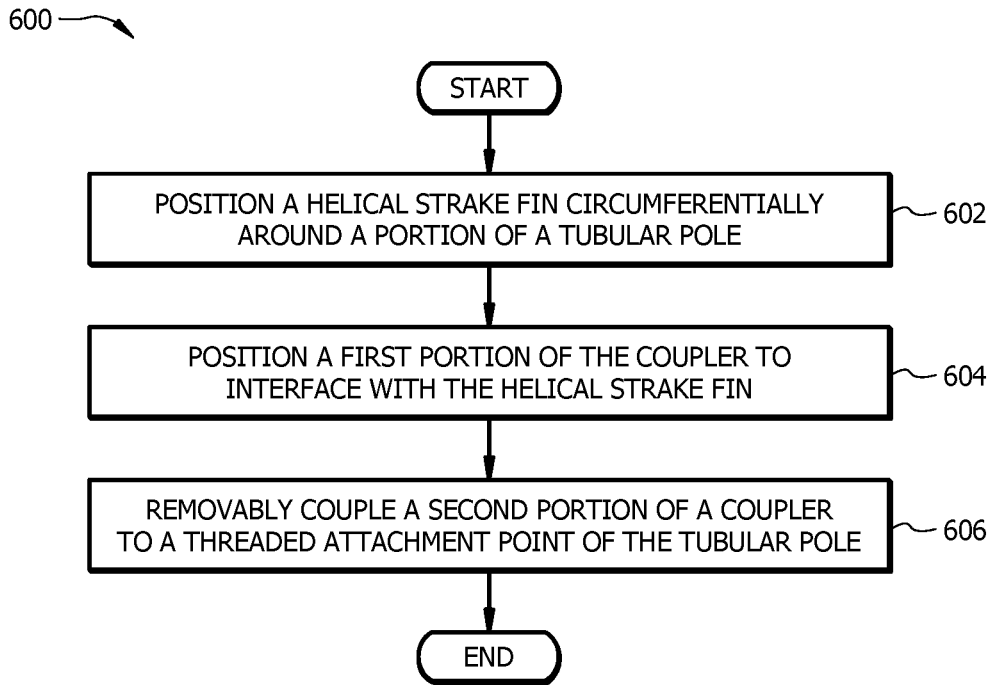 600
START
POSITION A HELICAL STRAKE FIN CIRCUMFERENTIALLY
AROUND A PORTION OF A TUBULAR POLE
602
POSITION A FIRST PORTION OF THE COUPLER TO
INTERFACE WITH THE HELICAL STRAKE FIN
604
REMOVABLY COUPLE A SECOND PORTION OF A COUPLER
TO A THREADED ATTACHMENT POINT OF THE TUBULAR POLE
606
END